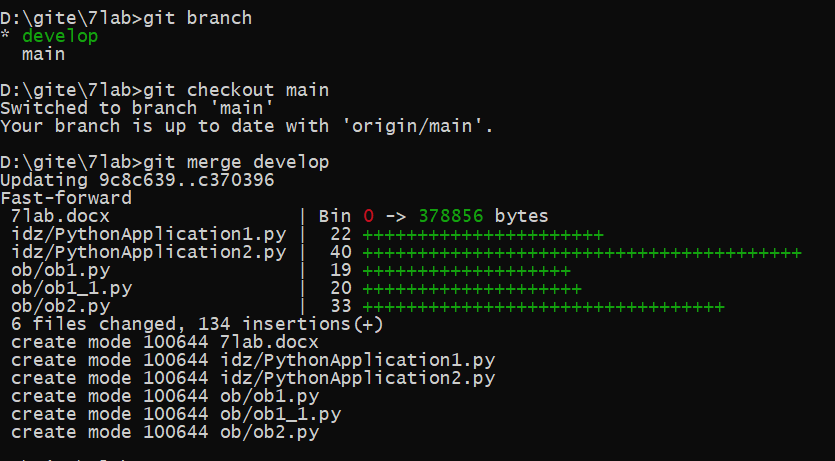 D:\gite\7lab>git branch
* develop
  main
D:\gite\7lab>git checkout main
Switched to branch 'main'
Your branch is up to date with 'origin/main'.
D:\gite\7lab>git merge develop
Updating 9c8c639..c370396
Fast-forward
 7lab.docx                | Bin 0 -> 378856 bytes
 idz/PythonApplication1.py |  22 ++++++++++++++++++++++
 idz/PythonApplication2.py |  40 ++++++++++++++++++++++++++++++++++++++++
 ob/ob1.py                 |  19 +++++++++++++++++++
 ob/ob1_1.py               |  20 ++++++++++++++++++++
 ob/ob2.py                 |  33 +++++++++++++++++++++++++++++++++
 6 files changed, 134 insertions(+)
 create mode 100644 7lab.docx
 create mode 100644 idz/PythonApplication1.py
 create mode 100644 idz/PythonApplication2.py
 create mode 100644 ob/ob1.py
 create mode 100644 ob/ob1_1.py
 create mode 100644 ob/ob2.py